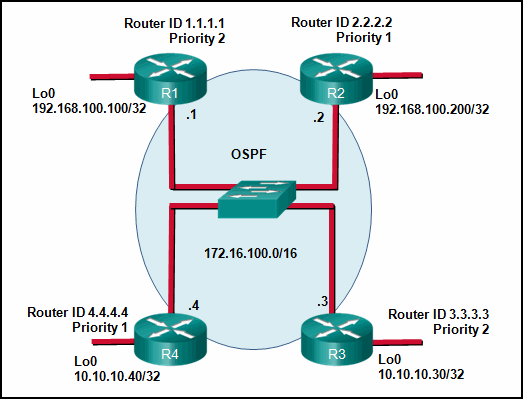 Router ID 1.1.1.1
Priority 2
Router ID 2.2.2.2
Priority 1
R1
R2
Lo0
192.168.100.100/32
Lo0
192.168.100.200/32
.1
.2
OSPF
172.16.100.0/16
.4
.3
Router ID 4.4.4.4
Priority 1
Router ID 3.3.3.3
Priority 2
R4
R3
Lo0
10.10.10.40/32
Lo0
10.10.10.30/32